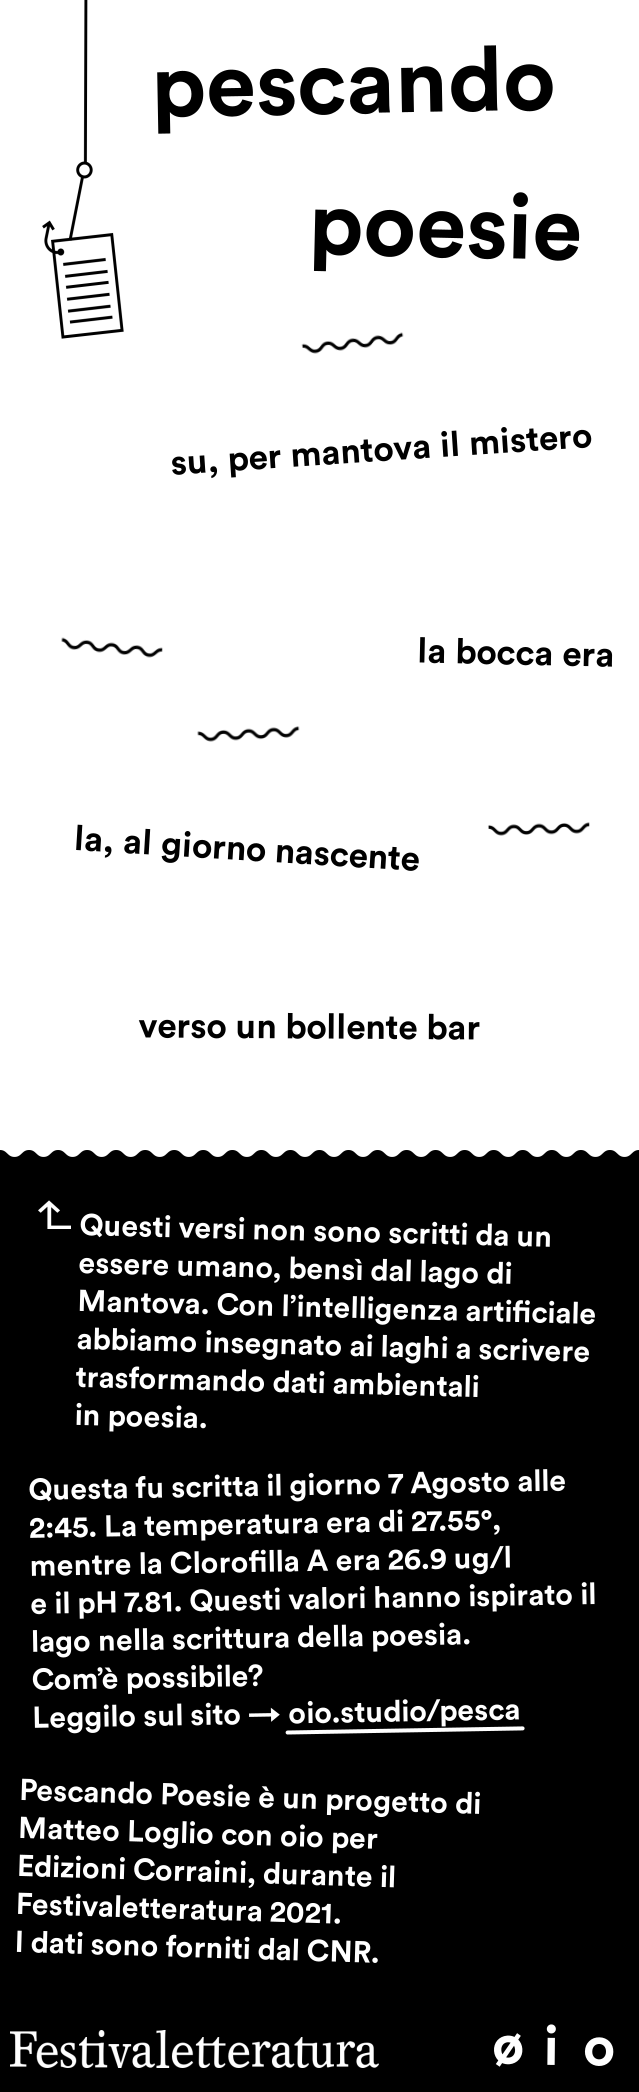 pescando
poesie
su, per mantova il mistero
la bocca era
la, al giorno nascente
verso un bollente bar
Questi versi non sono scritti da un
essere umano, bensì dal lago di
Mantova. Con l’intelligenza artificiale
abbiamo insegnato ai laghi a scrivere
trasformando dati ambientali
in poesia.
Questa fu scritta il giorno 7 Agosto alle
2:45. La temperatura era di 27.55°,
mentre la Clorofilla A era 26.9 ug/l
e il pH 7.81. Questi valori hanno ispirato il
lago nella scrittura della poesia.
Com’è possibile?
Leggilo sul sito → oio.studio/pesca
Pescando Poesie è un progetto di
Matteo Loglio con oio per
Edizioni Corraini, durante il
Festivaletteratura 2021.
I dati sono forniti dal CNR.
Festivaletteratura øio